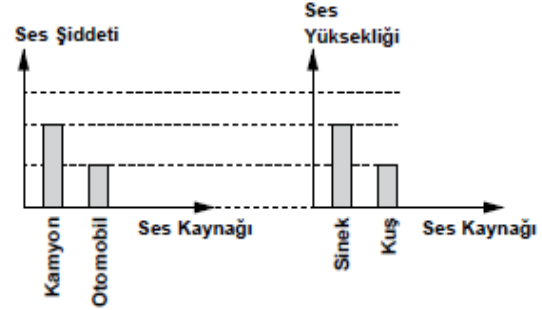 Ses Şiddeti
Kamyon
Otomobil
Ses Kaynağı
Ses
Yüksekliği
Sinek
Kuş
Ses Kaynağı